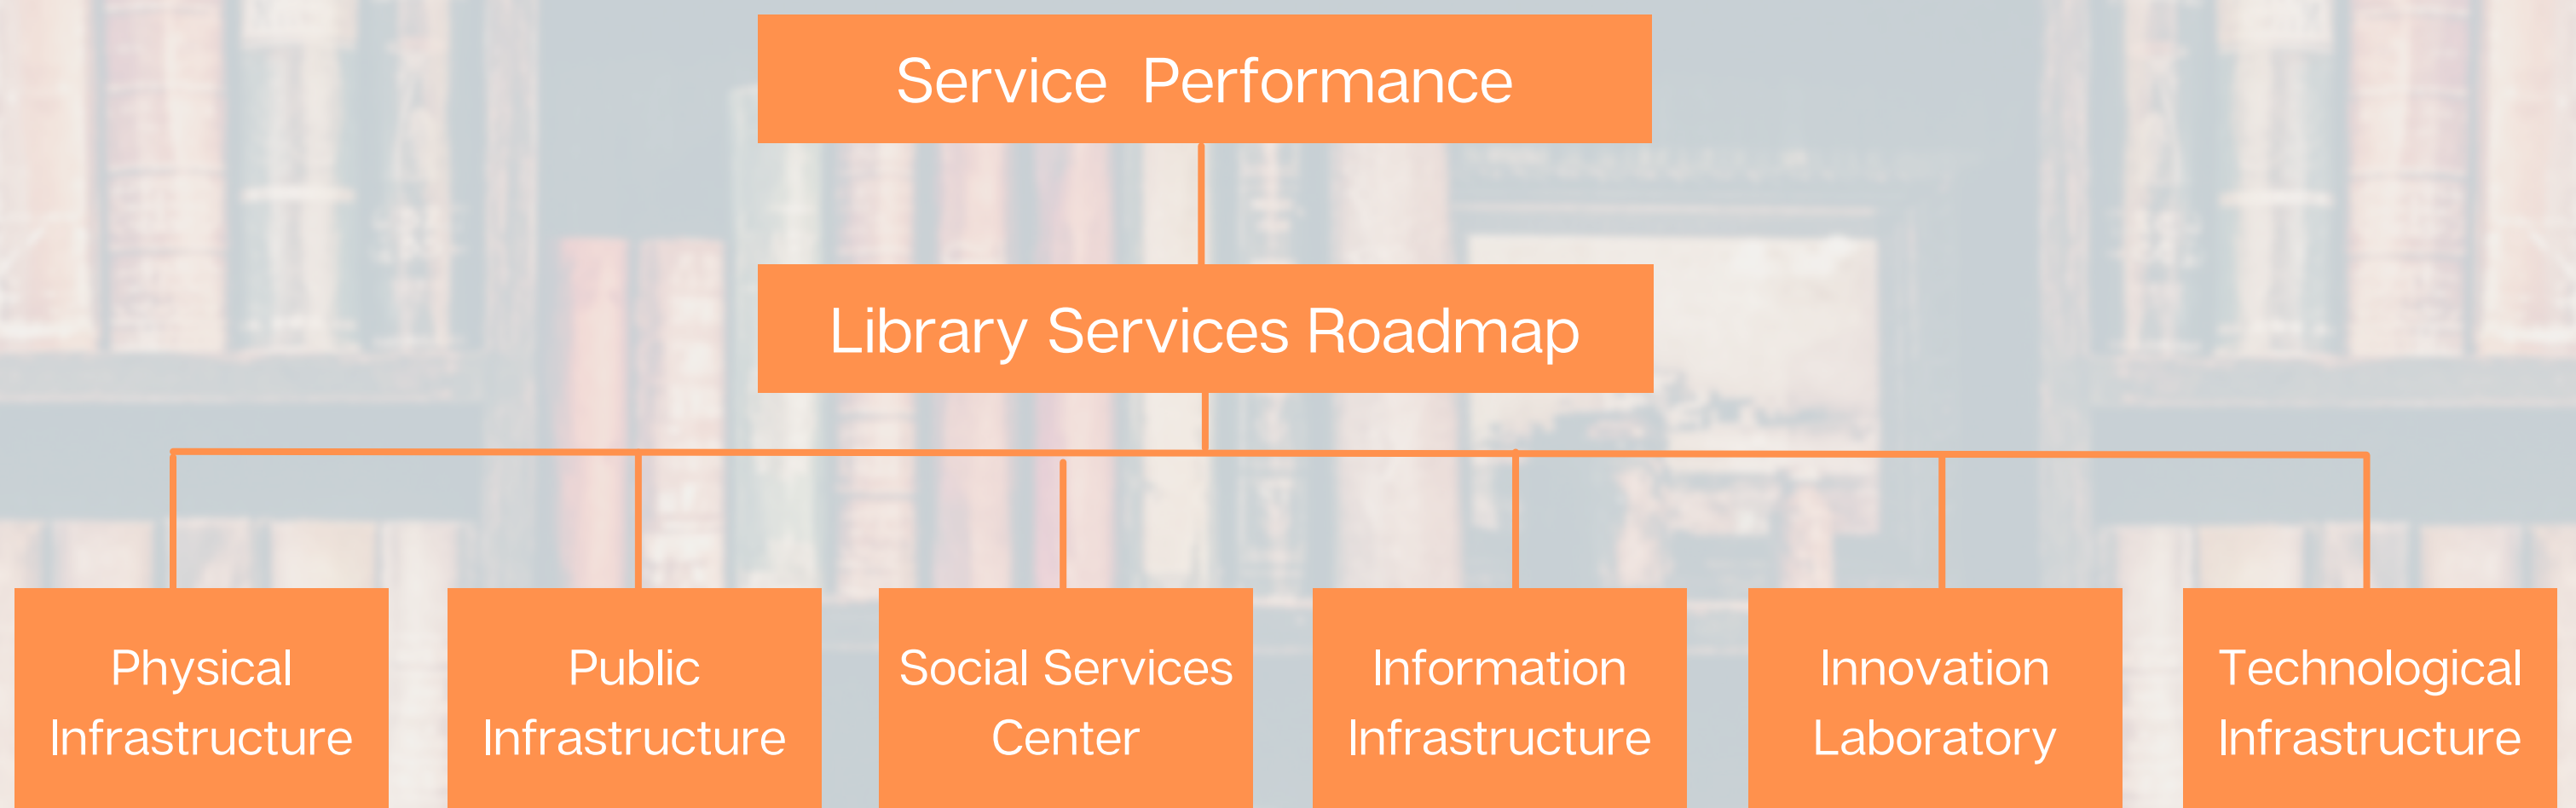 Service Performance
Library Services Roadmap
Physical
Infrastructure
Public
Infrastructure
Social Services
Center
Information
Infrastructure
Innovation
Laboratory
Technological
Infrastructure